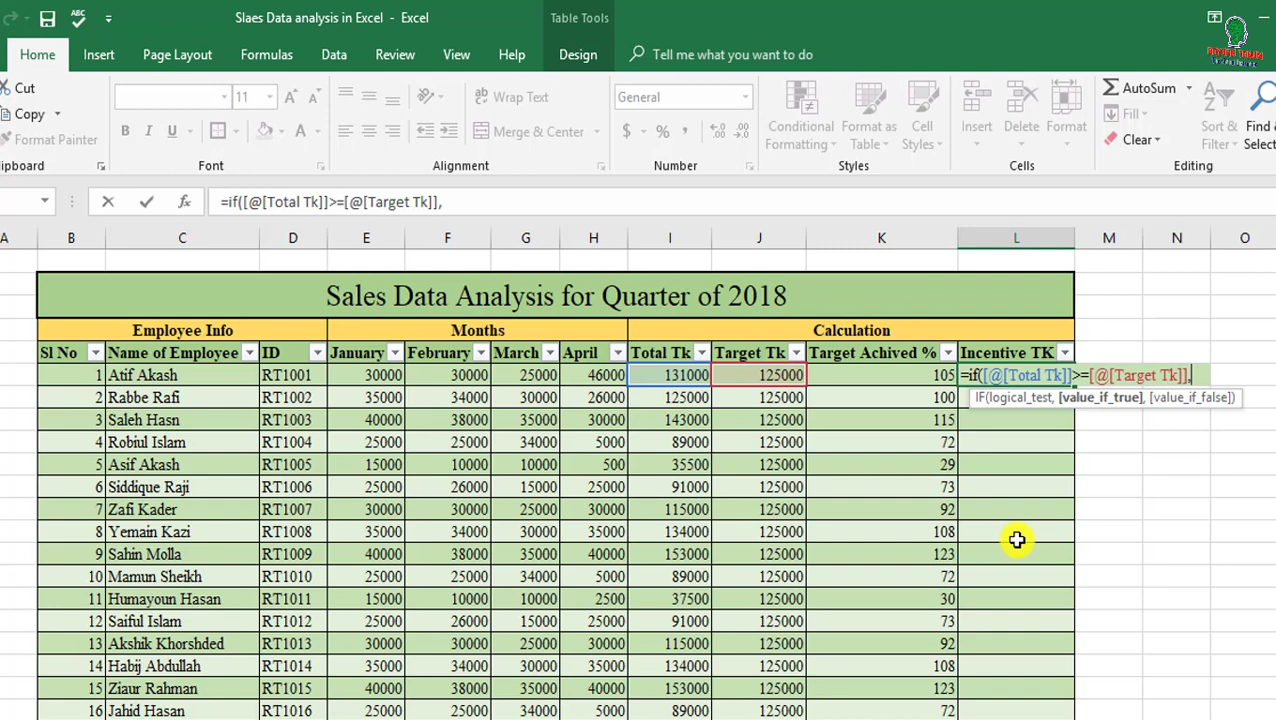 Slaes Data analysis in Excel - Excel
Table Tools
Home Insert Page Layout Formulas Data Review View Help Design Tell me what you want to do
Cut
Copy
Format Painter
lipboard
11
B I U A
Font
Wrap Text
Merge & Center
Alignment
General
$ % ,
Number
Conditional Formatting
Format as Table
Cell Styles
Styles
Insert Delete Format
Cells
AutoSum
Fill
Clear
Sort & Filter
Find & Select
Editing
fx =if([@[Total Tk]]>=[@[Target Tk]],
A B C D E F G H I J K L M N O
Sales Data Analysis for Quarter of 2018
Employee Info Months Calculation
Sl No Name of Employee ID January February March April Total Tk Target Tk Target Achived % Incentive TK
1 Atif Akash RT1001 30000 30000 25000 46000 131000 125000 105 =if([@[Total Tk]]>=[@[Target Tk]],
IF(logical_test, [value_if_true], [value_if_false])
2 Rabbe Rafi RT1002 35000 34000 30000 26000 125000 125000 100
3 Saleh Hasn RT1003 40000 38000 35000 30000 143000 125000 115
4 Robiul Islam RT1004 25000 25000 34000 5000 89000 125000 72
5 Asif Akash RT1005 15000 10000 10000 500 35500 125000 29
6 Siddique Raji RT1006 25000 26000 15000 25000 91000 125000 73
7 Zafi Kader RT1007 30000 30000 25000 30000 115000 125000 92
8 Yemain Kazi RT1008 35000 34000 30000 35000 134000 125000 108
9 Sahin Molla RT1009 40000 38000 35000 40000 153000 125000 123
10 Mamun Sheikh RT1010 25000 25000 34000 5000 89000 125000 72
11 Humayoun Hasan RT1011 15000 10000 10000 2500 37500 125000 30
12 Saiful Islam RT1012 25000 26000 15000 25000 91000 125000 73
13 Akshik Khorshded RT1013 30000 30000 25000 30000 115000 125000 92
14 Habij Abdullah RT1014 35000 34000 30000 35000 134000 125000 108
15 Ziaur Rahman RT1015 40000 38000 35000 40000 153000 125000 123
16 Jahid Hasan RT1016 25000 25000 34000 5000 89000 125000 72